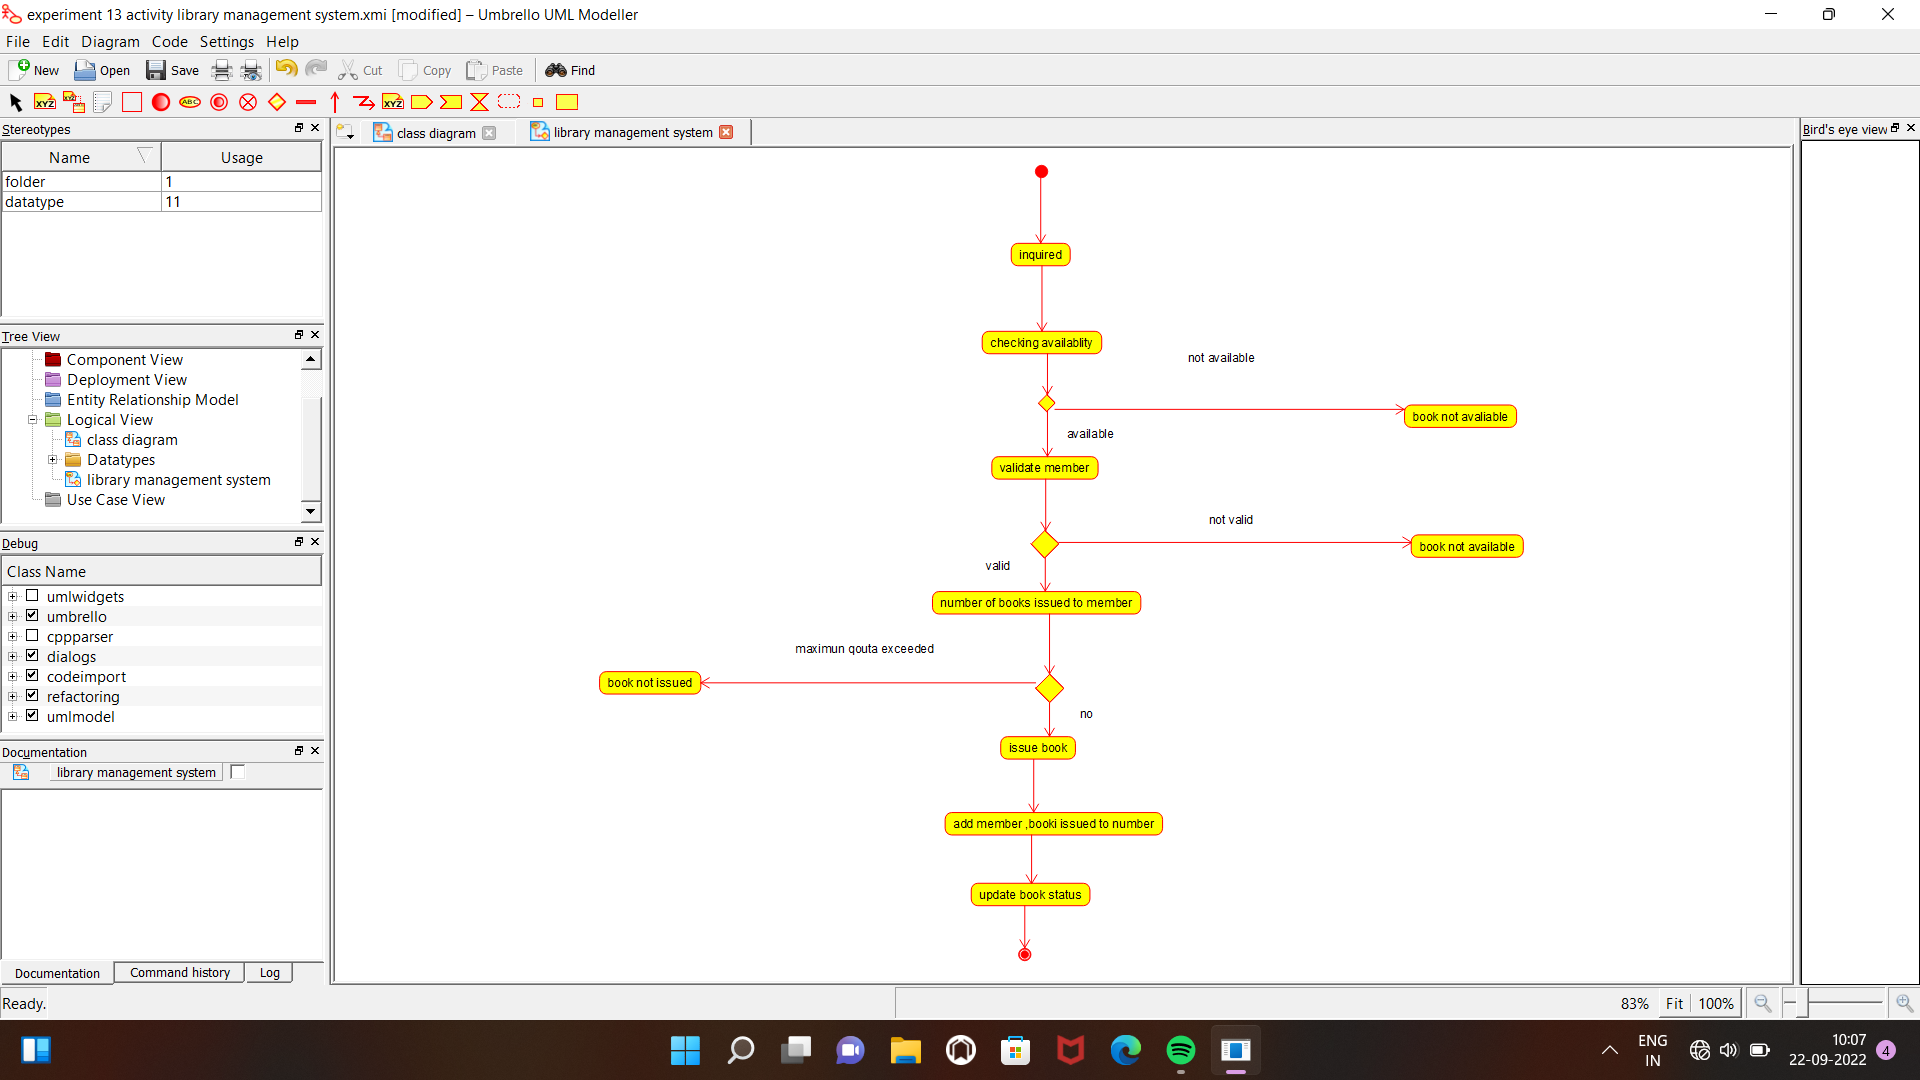 experiment 13 activity library management system.xmi [modified] – Umbrello UML Modeller
File Edit Diagram Code Settings Help
New Open Save Cut Copy Paste Find
XYZ XYZ ABC XYZ
Stereotypes
Name Usage
folder 1
datatype 11
Tree View
Component View
Deployment View
Entity Relationship Model
Logical View
class diagram
Datatypes
library management system
Use Case View
Debug
Class Name
umlwidgets
umbrello
cppparser
dialogs
codeimport
refactoring
umlmodel
Documentation
library management system
Documentation Command history Log
class diagram library management system
inquired
checking availablity
not available
book not avaliable
available
validate member
not valid
book not available
valid
number of books issued to member
maximun qouta exceeded
book not issued
no
issue book
add member ,booki issued to number
update book status
Bird's eye view
Ready.
83% Fit 100%
ENG
IN
10:07
22-09-2022
4